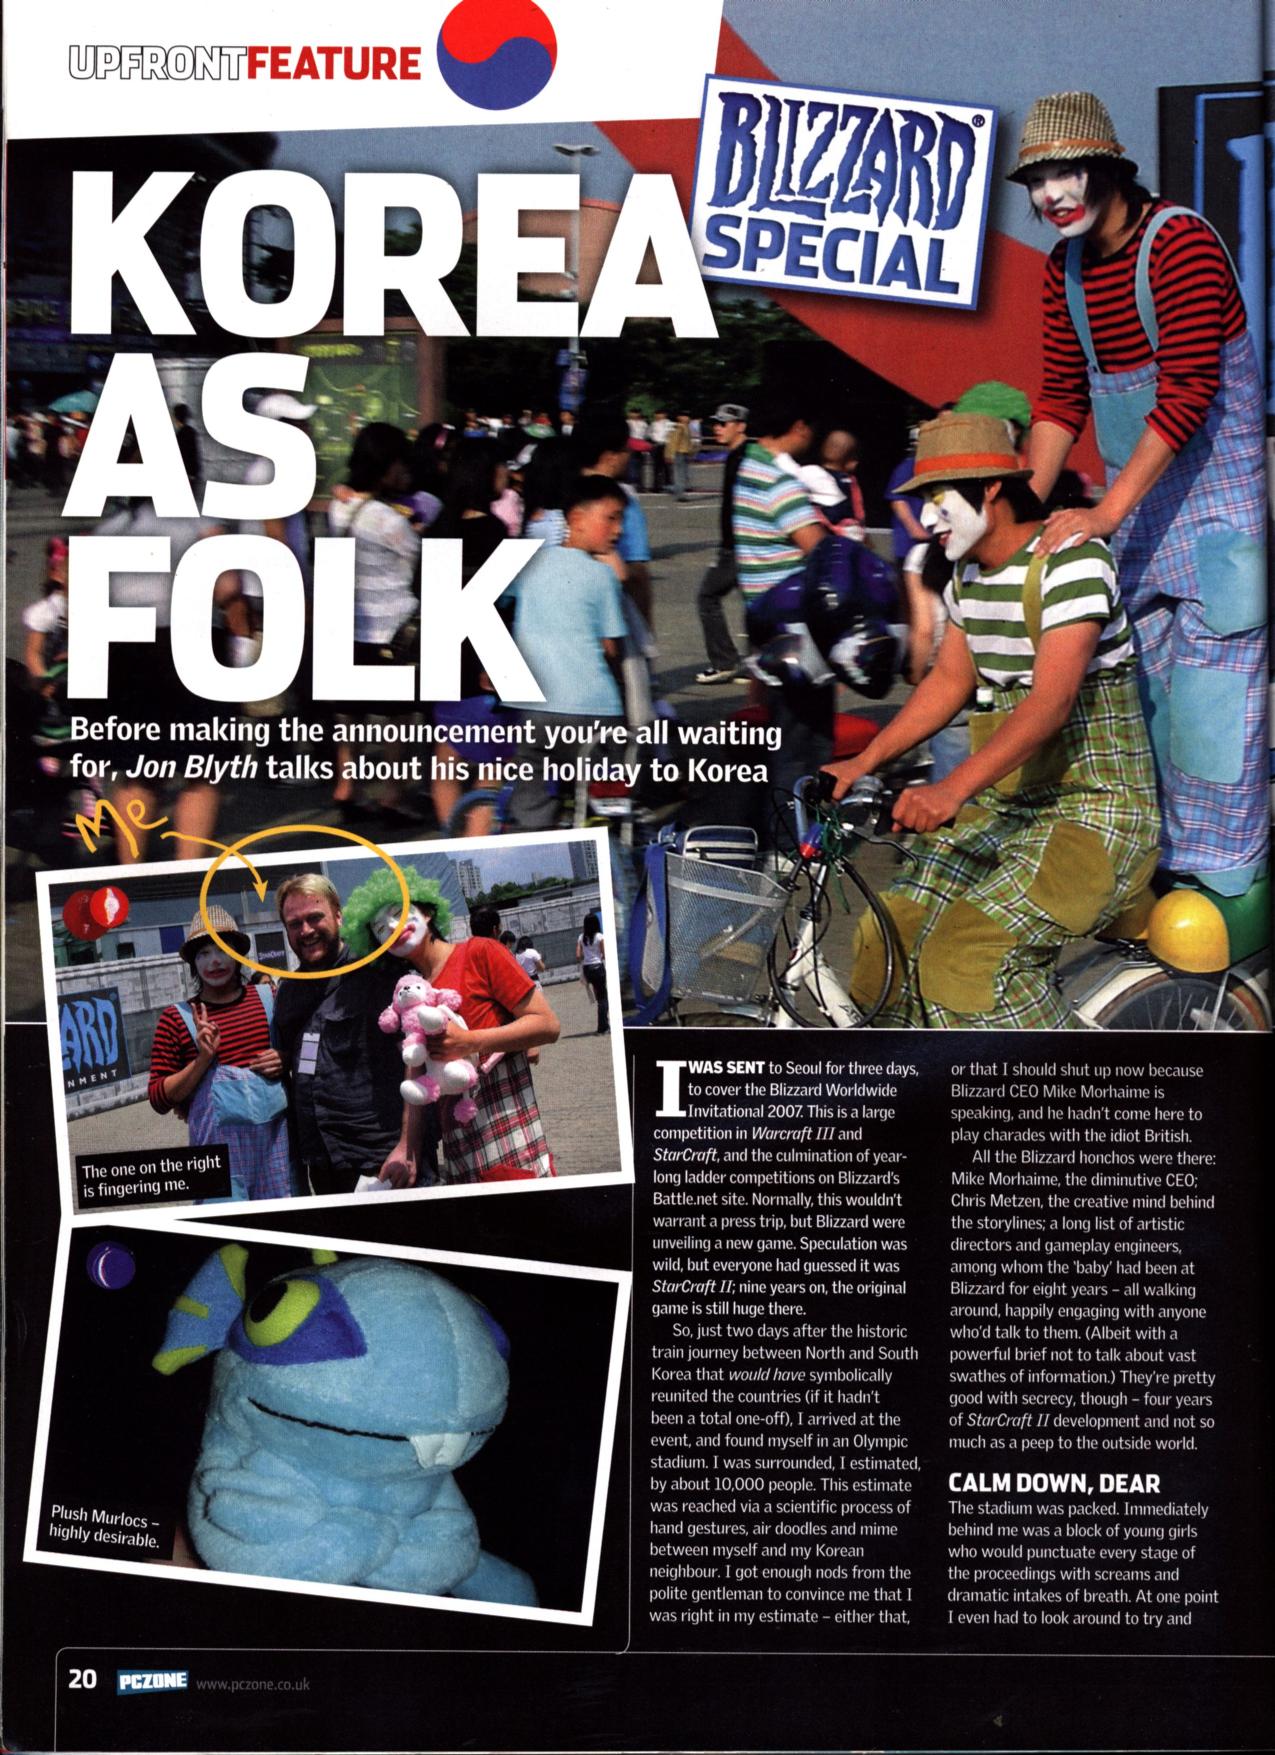 UPFRONTFEATURE
BLIZZARD®
SPECIAL
KOREA
AS
FOLK
Before making the announcement you're all waiting
for, Jon Blyth talks about his nice holiday to Korea
Me
ARD
NMENT
The one on the right
is fingering me.
Plush Murlocs –
highly desirable.
I WAS SENT to Seoul for three days,
to cover the Blizzard Worldwide
Invitational 2007. This is a large
competition in Warcraft III and
StarCraft, and the culmination of year-
long ladder competitions on Blizzard's
Battle.net site. Normally, this wouldn't
warrant a press trip, but Blizzard were
unveiling a new game. Speculation was
wild, but everyone had guessed it was
StarCraft II; nine years on, the original
game is still huge there.
So, just two days after the historic
train journey between North and South
Korea that would have symbolically
reunited the countries (if it hadn't
been a total one-off), I arrived at the
event, and found myself in an Olympic
stadium. I was surrounded, I estimated,
by about 10,000 people. This estimate
was reached via a scientific process of
hand gestures, air doodles and mime
between myself and my Korean
neighbour. I got enough nods from the
polite gentleman to convince me that I
was right in my estimate – either that,
or that I should shut up now because
Blizzard CEO Mike Morhaime is
speaking, and he hadn't come here to
play charades with the idiot British.
All the Blizzard honchos were there:
Mike Morhaime, the diminutive CEO;
Chris Metzen, the creative mind behind
the storylines; a long list of artistic
directors and gameplay engineers,
among whom the 'baby' had been at
Blizzard for eight years – all walking
around, happily engaging with anyone
who'd talk to them. (Albeit with a
powerful brief not to talk about vast
swathes of information.) They're pretty
good with secrecy, though – four years
of StarCraft II development and not so
much as a peep to the outside world.
CALM DOWN, DEAR
The stadium was packed. Immediately
behind me was a block of young girls
who would punctuate every stage of
the proceedings with screams and
dramatic intakes of breath. At one point
I even had to look around to try and
20 PCZONE www.pczone.co.uk